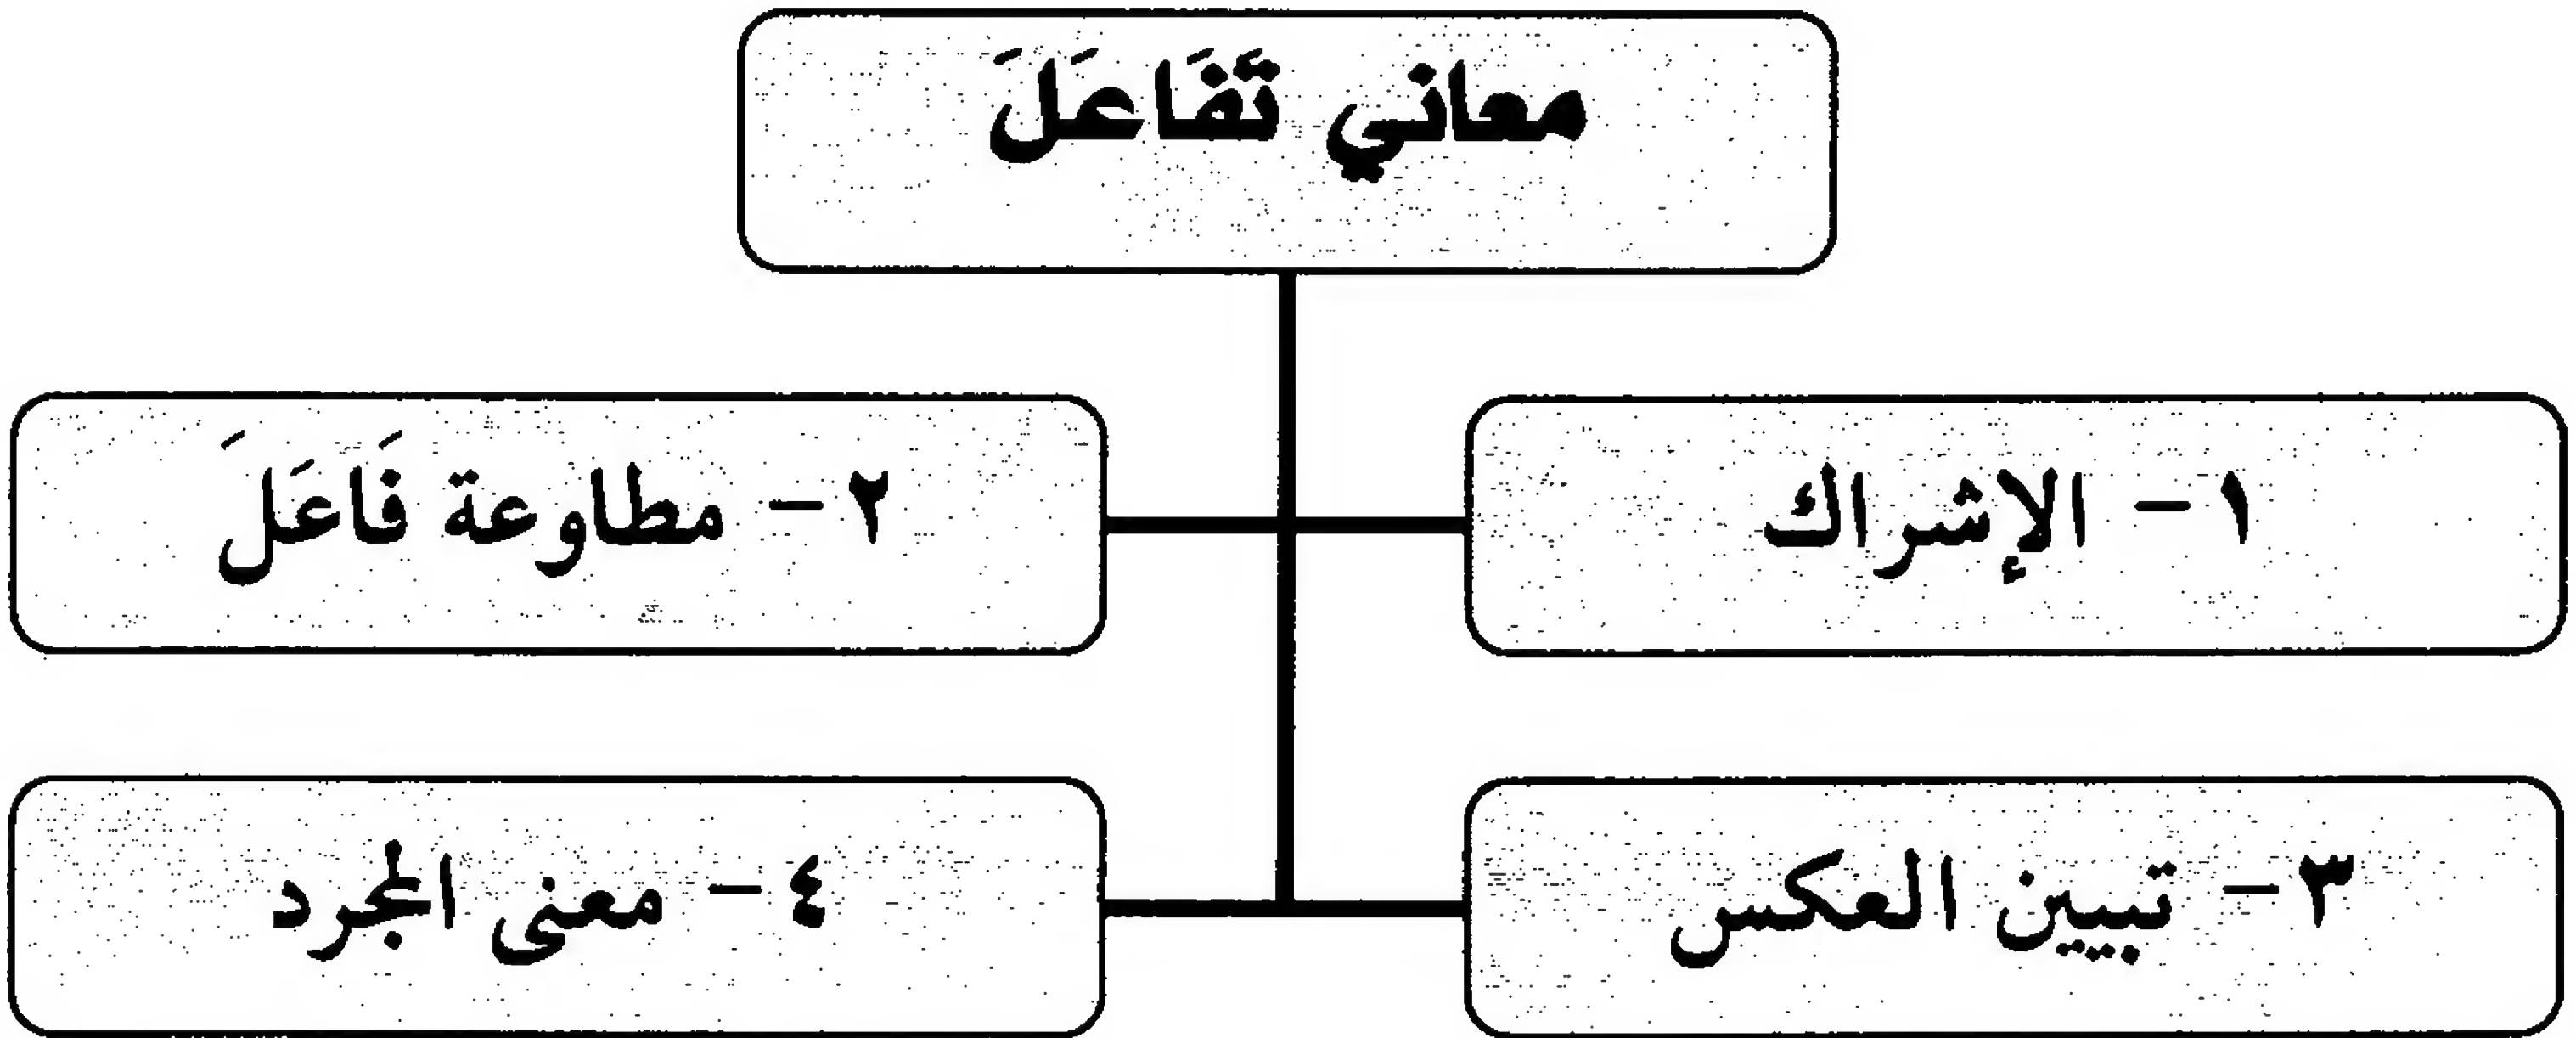 معاني تَفَاعَلَ
١ - الإشراك
٢ - مطاوعة فَاعَلَ
٣ - تبيين العكس
٤ - معنى المجرد